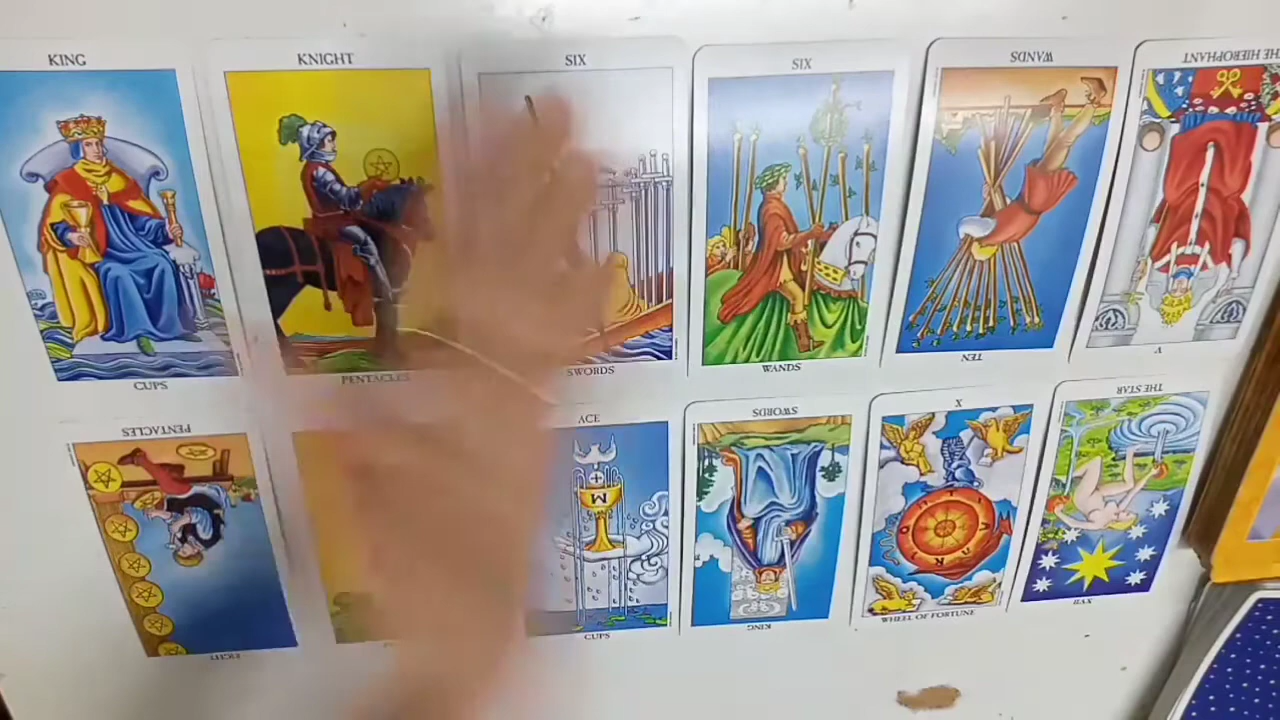 KING
KNIGHT
SIX
SIX
WANDS
THE HIEROPHANT
CUPS
PENTACLES
SWORDS
WANDS
TEN
V
PENTACLES
ACE
SWORDS
X
THE STAR
EIGHT
CUPS
KING
WHEEL OF FORTUNE
XVII